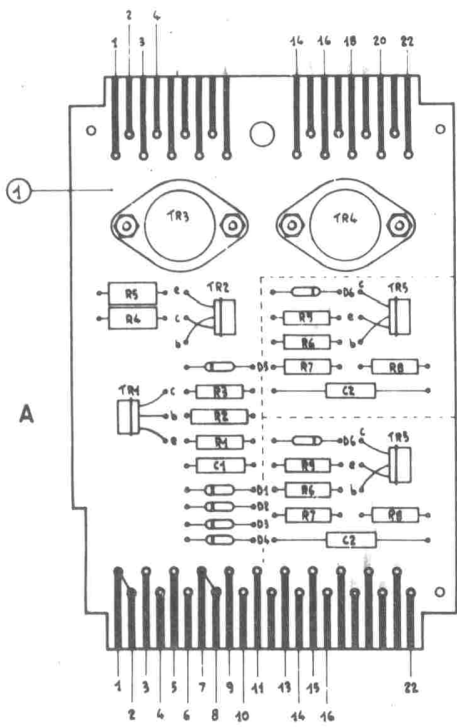 2 4
1 3
14 16 18 20 22
1
TR3 TR4
R5 e TR2
R4 c
b
D6 c TR5
R9 e
R6 b
R7 R8
C2
D5
TR1 c R3
b R2
e R1
C1
A
D6 c TR5
R9 e
R6 b
R7 R8
C2
D1
D2
D3
D4
1 3 5 7 9 11 13 15 22
2 4 6 8 10 14 16